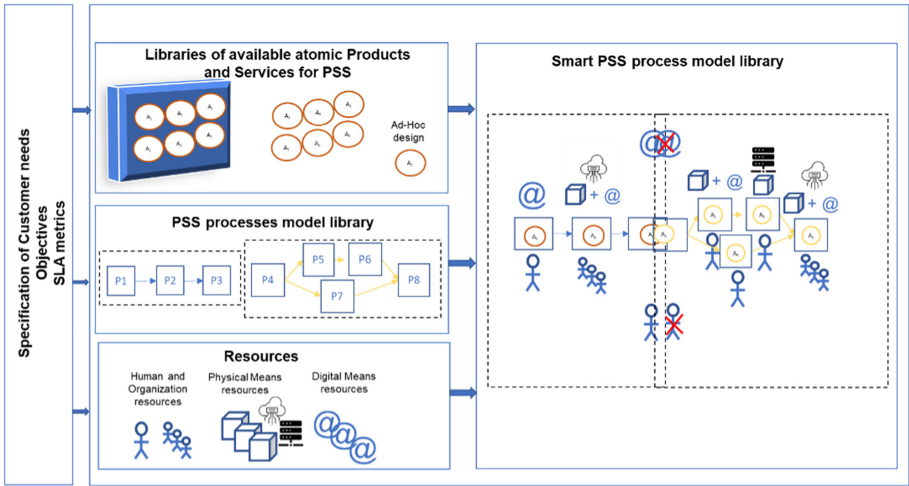 Specification of Customer needs
Objectives
SLA metrics
Libraries of available atomic Products
and Services for PSS
Ad-Hoc
design
PSS processes model library
P1
P2
P3
P4
P5
P6
P7
P8
Resources
Human and
Organization
resources
Physical Means
resources
Digital Means
resources
@
@
@
Smart PSS process model library
@
+ @
@
@
+ @
+ @